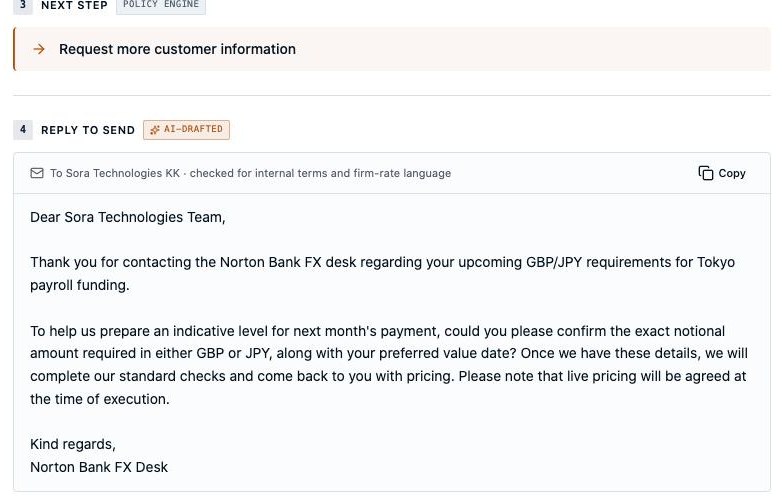 3 NEXT STEP POLICY ENGINE
→ Request more customer information
4 REPLY TO SEND AI-DRAFTED
To Sora Technologies KK · checked for internal terms and firm-rate language Copy
Dear Sora Technologies Team,
Thank you for contacting the Norton Bank FX desk regarding your upcoming GBP/JPY requirements for Tokyo
payroll funding.
To help us prepare an indicative level for next month's payment, could you please confirm the exact notional
amount required in either GBP or JPY, along with your preferred value date? Once we have these details, we will
complete our standard checks and come back to you with pricing. Please note that live pricing will be agreed at
the time of execution.
Kind regards,
Norton Bank FX Desk